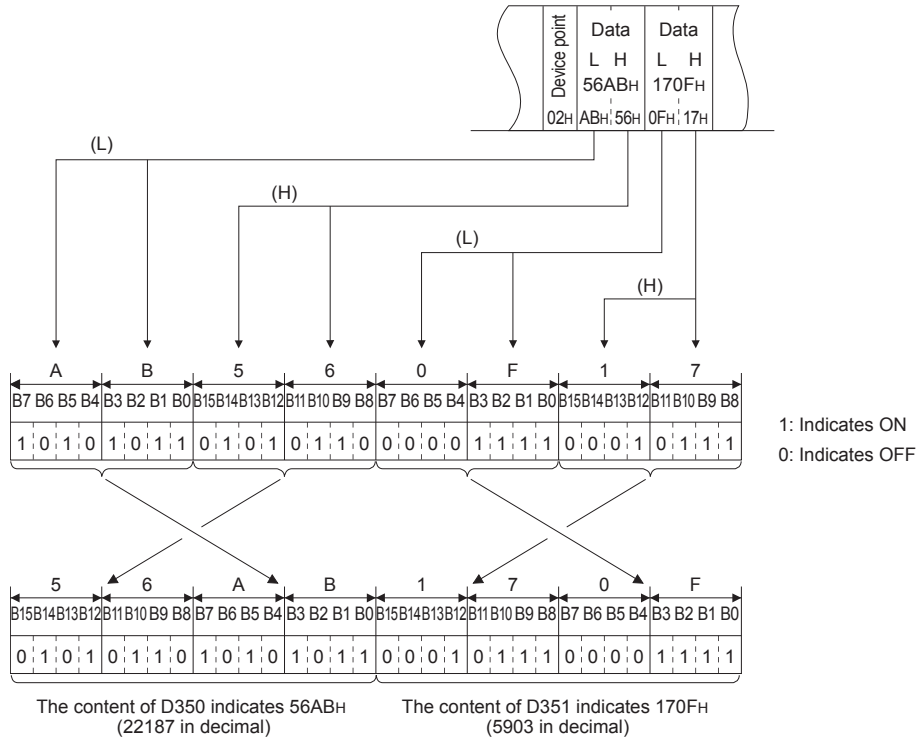 Device point
Data Data
L H L H
56ABH 170FH
02H ABH 56H 0FH 17H
(L)
(H)
(L)
(H)
A B 5 6 0 F 1 7
B7 B6 B5 B4 B3 B2 B1 B0 B15 B14 B13 B12 B11 B10 B9 B8 B7 B6 B5 B4 B3 B2 B1 B0 B15 B14 B13 B12 B11 B10 B9 B8
1 0 1 0 1 0 1 1 0 1 0 1 0 1 1 0 0 0 0 0 1 1 1 1 0 0 0 1 0 1 1 1
1: Indicates ON
0: Indicates OFF
5 6 A B 1 7 0 F
B15 B14 B13 B12 B11 B10 B9 B8 B7 B6 B5 B4 B3 B2 B1 B0 B15 B14 B13 B12 B11 B10 B9 B8 B7 B6 B5 B4 B3 B2 B1 B0
0 1 0 1 0 1 1 0 1 0 1 0 1 0 1 1 0 0 0 1 0 1 1 1 0 0 0 0 1 1 1 1
The content of D350 indicates 56ABH
(22187 in decimal)
The content of D351 indicates 170FH
(5903 in decimal)